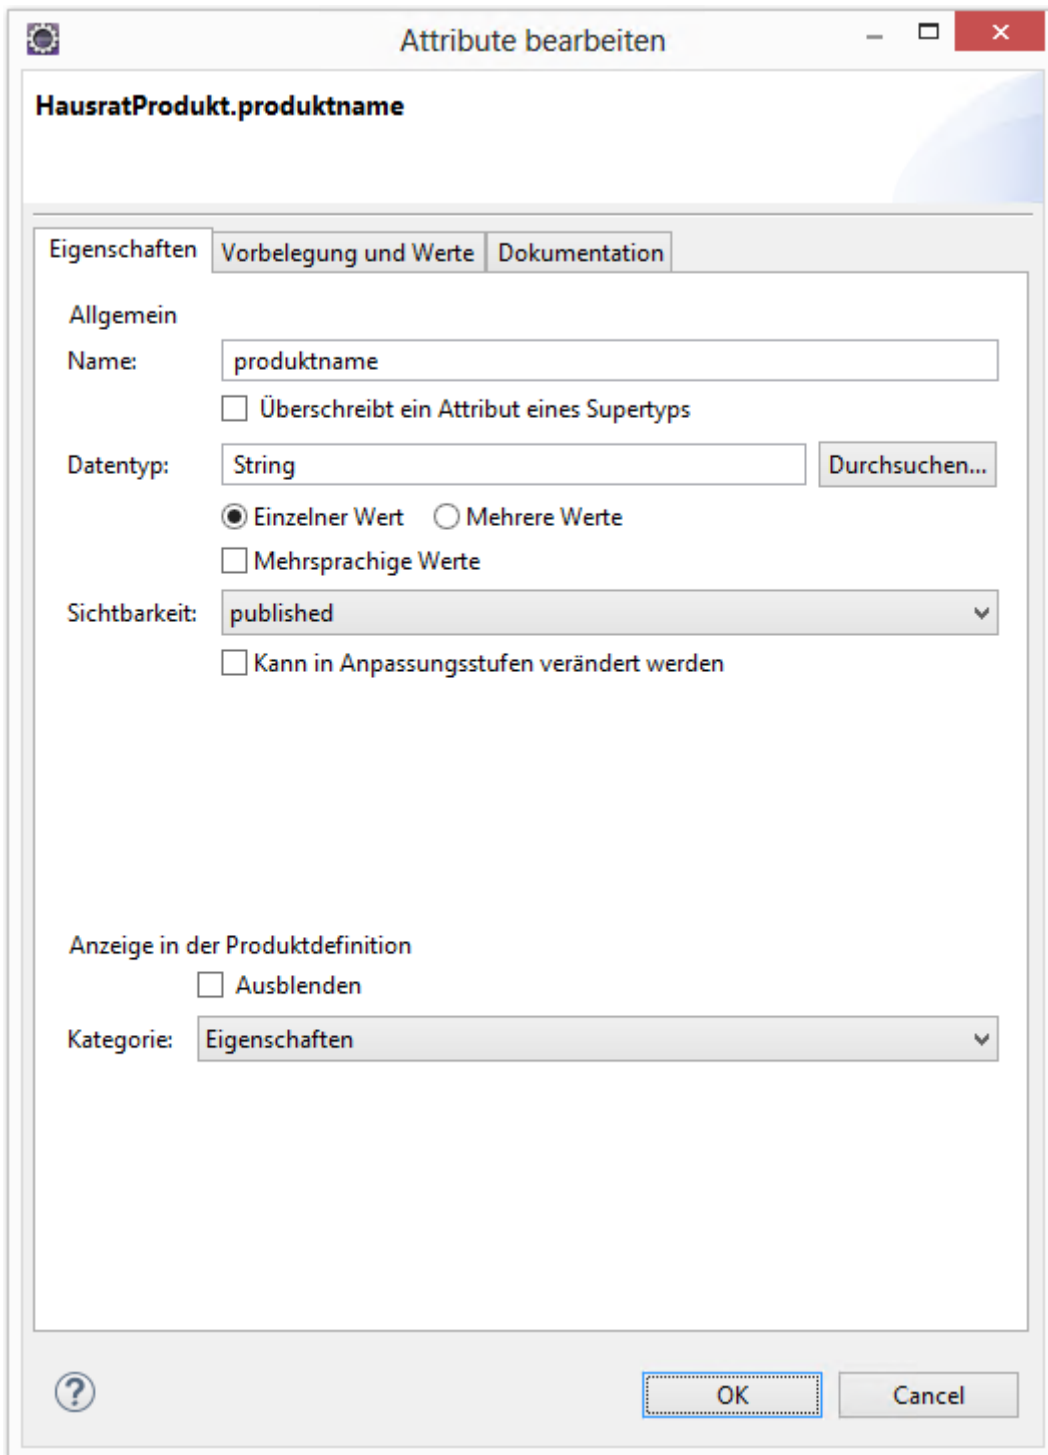 Attribute bearbeiten
HausratProdukt.produktname
Eigenschaften Vorbelegung und Werte Dokumentation
Allgemein
Name: produktname
Überschreibt ein Attribut eines Supertyps
Datentyp: String Durchsuchen...
Einzelner Wert Mehrere Werte
Mehrsprachige Werte
Sichtbarkeit: published
Kann in Anpassungsstufen verändert werden
Anzeige in der Produktdefinition
Ausblenden
Kategorie: Eigenschaften
? OK Cancel